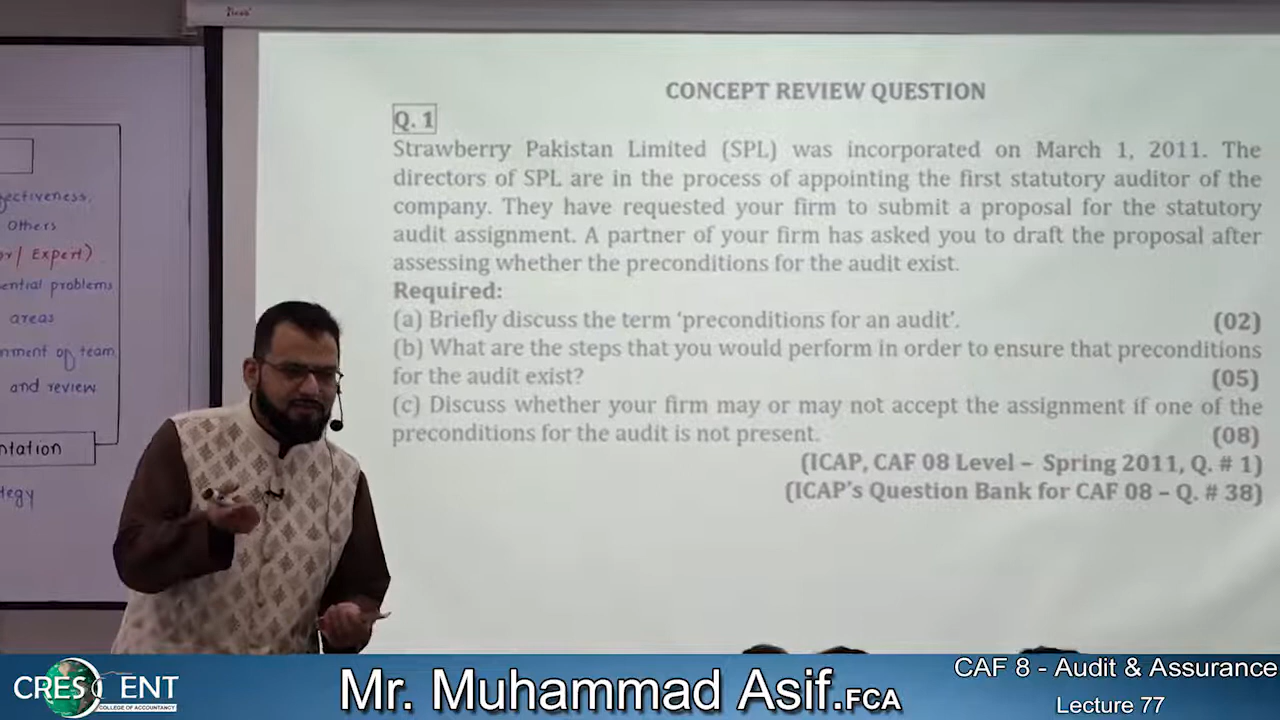 CONCEPT REVIEW QUESTION
Q. 1
Strawberry Pakistan Limited (SPL) was incorporated on March 1, 2011. The
directors of SPL are in the process of appointing the first statutory auditor of the
company. They have requested your firm to submit a proposal for the statutory
audit assignment. A partner of your firm has asked you to draft the proposal after
assessing whether the preconditions for the audit exist.
Required:
(a) Briefly discuss the term ‘preconditions for an audit’. (02)
(b) What are the steps that you would perform in order to ensure that preconditions
for the audit exist? (05)
(c) Discuss whether your firm may or may not accept the assignment if one of the
preconditions for the audit is not present. (08)
(ICAP, CAF 08 Level – Spring 2011, Q. # 1)
(ICAP's Question Bank for CAF 08 – Q. # 38)
Others
/ Expert)
problems
areas
of team,
and review
CRESCENT
COLLEGE OF ACCOUNTANCY
Mr. Muhammad Asif.FCA
CAF 8 - Audit & Assurance
Lecture 77